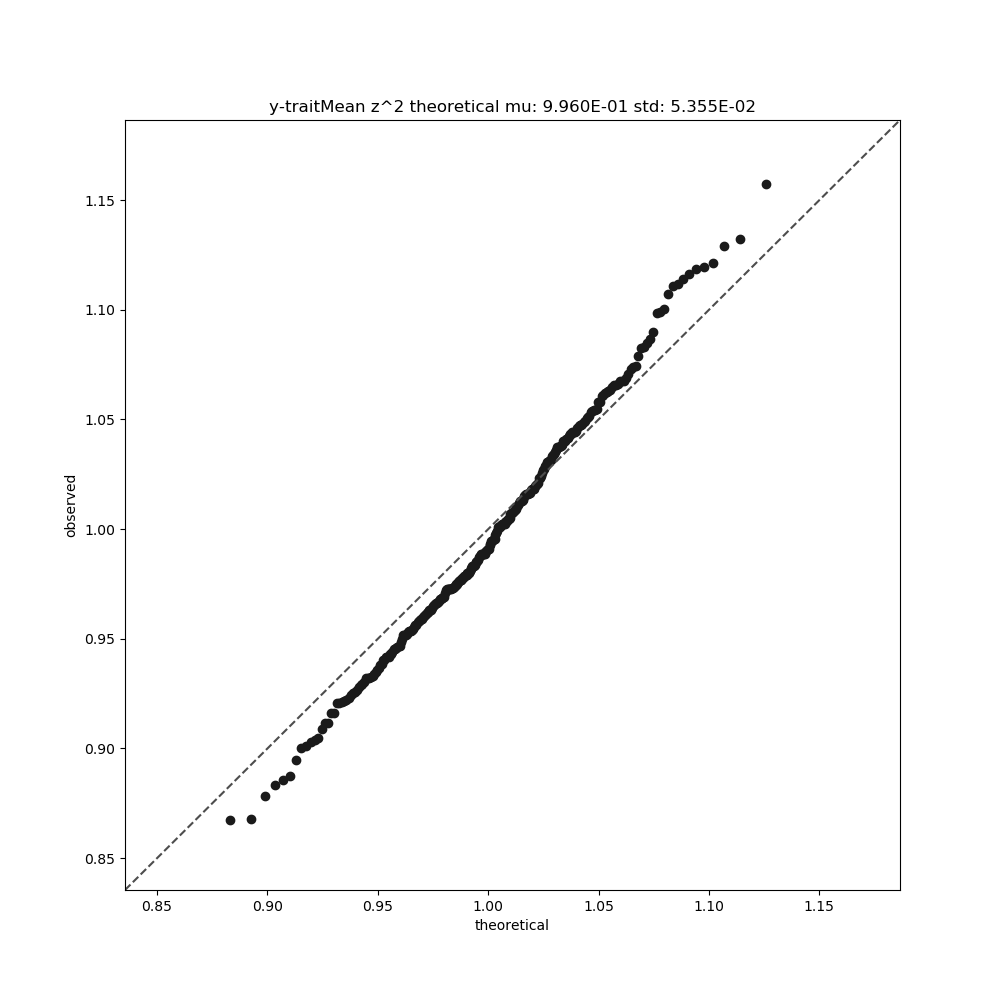 y-traitMean z^2 theoretical mu: 9.960E-01 std: 5.355E-02
1.15
1.10
1.05
1.00
0.95
0.90
0.85
observed
0.85 0.90 0.95 1.00 1.05 1.10 1.15
theoretical